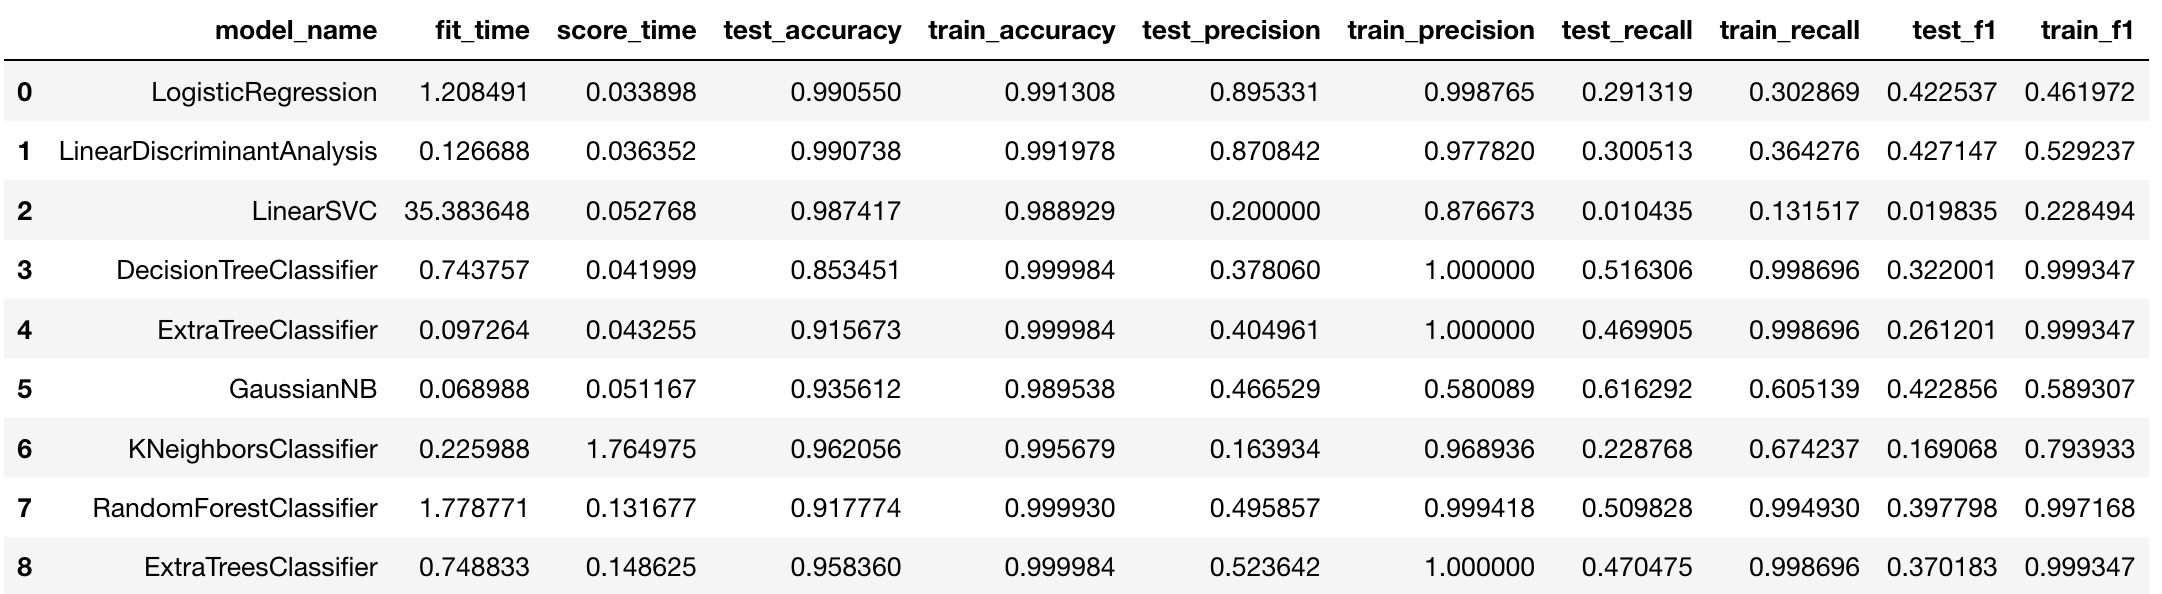 model_name fit_time score_time test_accuracy train_accuracy test_precision train_precision test_recall train_recall test_f1 train_f1
0 LogisticRegression 1.208491 0.033898 0.990550 0.991308 0.895331 0.998765 0.291319 0.302869 0.422537 0.461972
1 LinearDiscriminantAnalysis 0.126688 0.036352 0.990738 0.991978 0.870842 0.977820 0.300513 0.364276 0.427147 0.529237
2 LinearSVC 35.383648 0.052768 0.987417 0.988929 0.200000 0.876673 0.010435 0.131517 0.019835 0.228494
3 DecisionTreeClassifier 0.743757 0.041999 0.853451 0.999984 0.378060 1.000000 0.516306 0.998696 0.322001 0.999347
4 ExtraTreeClassifier 0.097264 0.043255 0.915673 0.999984 0.404961 1.000000 0.469905 0.998696 0.261201 0.999347
5 GaussianNB 0.068988 0.051167 0.935612 0.989538 0.466529 0.580089 0.616292 0.605139 0.422856 0.589307
6 KNeighborsClassifier 0.225988 1.764975 0.962056 0.995679 0.163934 0.968936 0.228768 0.674237 0.169068 0.793933
7 RandomForestClassifier 1.778771 0.131677 0.917774 0.999930 0.495857 0.999418 0.509828 0.994930 0.397798 0.997168
8 ExtraTreesClassifier 0.748833 0.148625 0.958360 0.999984 0.523642 1.000000 0.470475 0.998696 0.370183 0.999347